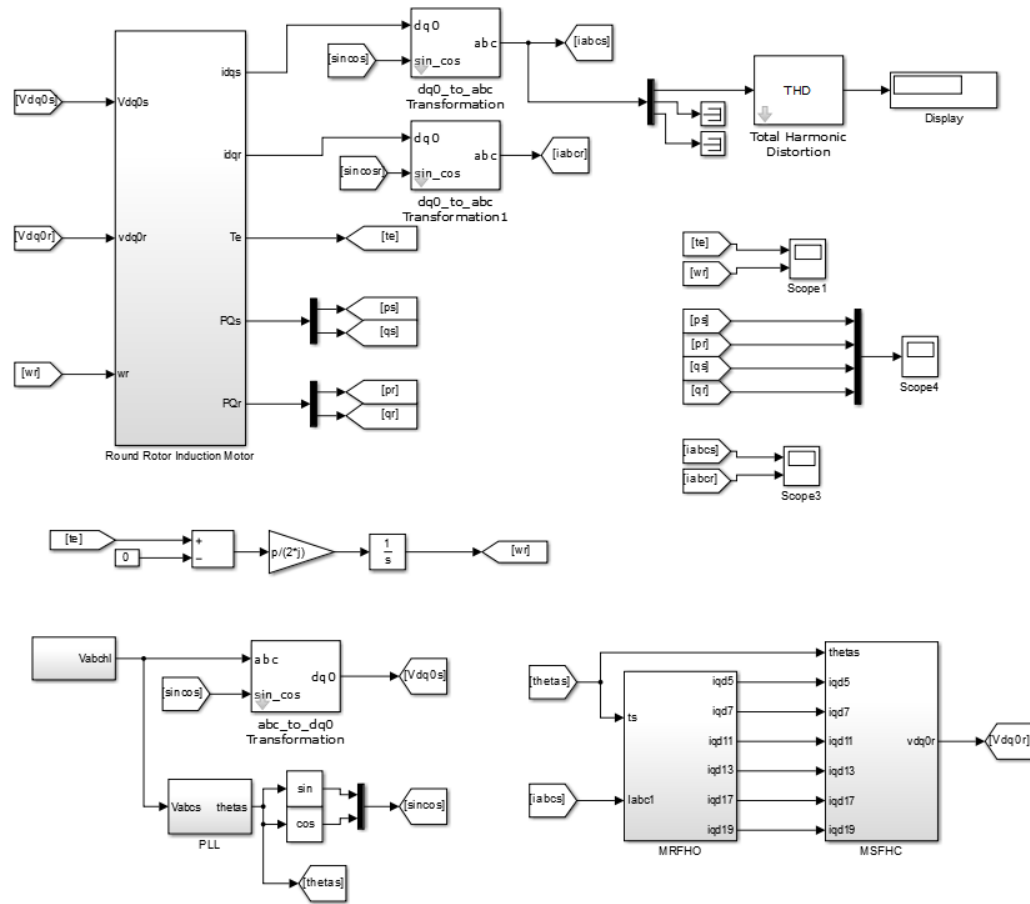 [Vdq0s]
Vdq0s
idqs
[sincos]
dq0
sin_cos
abc
dq0_to_abc
Transformation
[iabcs]
THD
Total Harmonic
Distortion
Display
idqr
[sincosr]
dq0
sin_cos
abc
dq0_to_abc
Transformation1
[iabcr]
[Vdq0r]
vdq0r
Te
[te]
PQs
[ps]
[qs]
[wr]
wr
PQr
[pr]
[qr]
Round Rotor Induction Motor
[te]
[wr]
Scope1
[ps]
[pr]
[qs]
[qr]
Scope4
[iabcs]
[iabcr]
Scope3
[te]
0
+
−
p/(2*j)
1
s
[wr]
Vabchl
[sincos]
abc
sin_cos
dq0
abc_to_dq0
Transformation
[Vdq0s]
Vabcs
thetas
PLL
sin
cos
[sincos]
[thetas]
[thetas]
[iabcs]
ts
Iabc1
iqd5
iqd7
iqd11
iqd13
iqd17
iqd19
MRFHO
thetas
iqd5
iqd7
iqd11
iqd13
iqd17
iqd19
vdq0r
MSFHC
[Vdq0r]